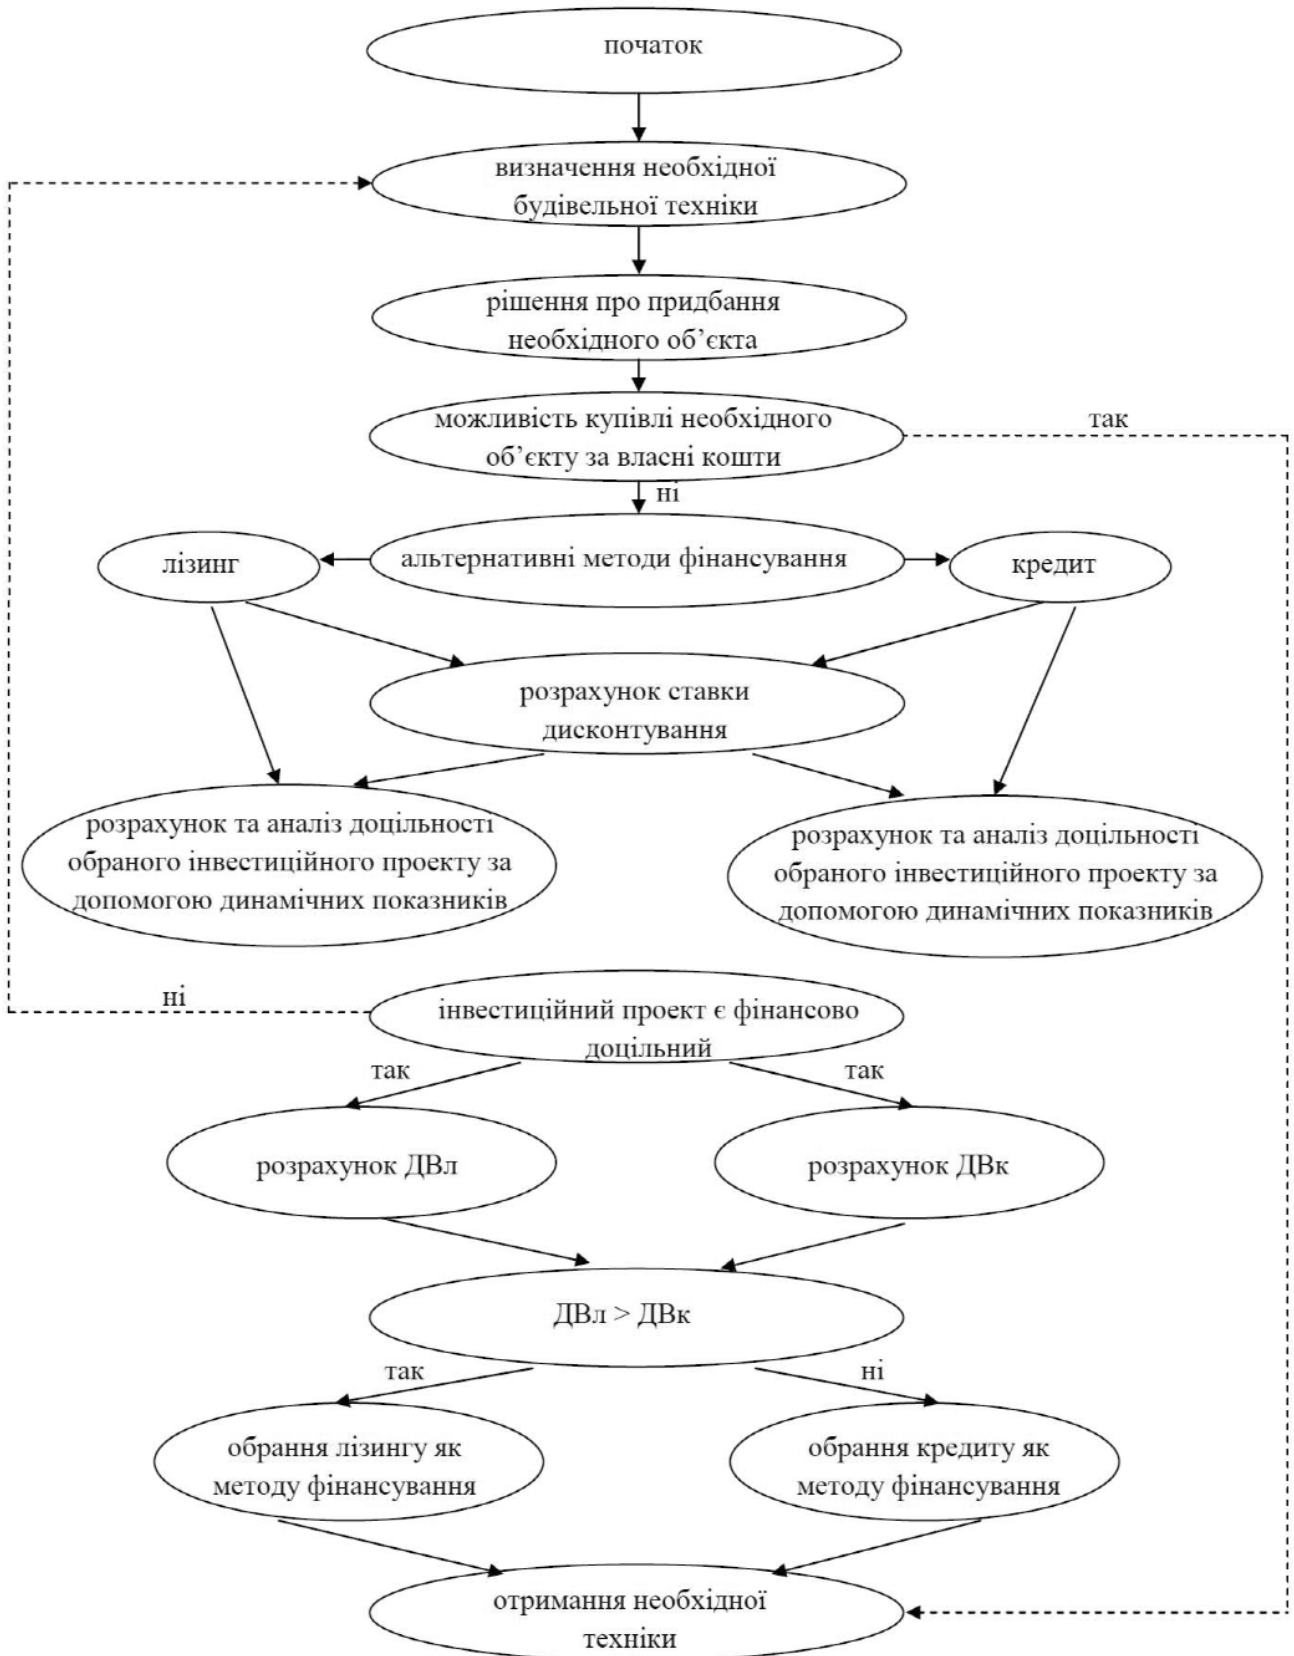 початок
визначення необхідної
будівельної техніки
рішення про придбання
необхідного об’єкта
можливість купівлі необхідного
об’єкту за власні кошти
так
ні
лізинг
альтернативні методи фінансування
кредит
розрахунок ставки
дисконтування
розрахунок та аналіз доцільності
обраного інвестиційного проекту за
допомогою динамічних показників
розрахунок та аналіз доцільності
обраного інвестиційного проекту за
допомогою динамічних показників
ні
інвестиційний проект є фінансово
доцільний
так
так
розрахунок ДВл
розрахунок ДВк
ДВл > ДВк
так
ні
обрання лізингу як
методу фінансування
обрання кредиту як
методу фінансування
отримання необхідної
техніки